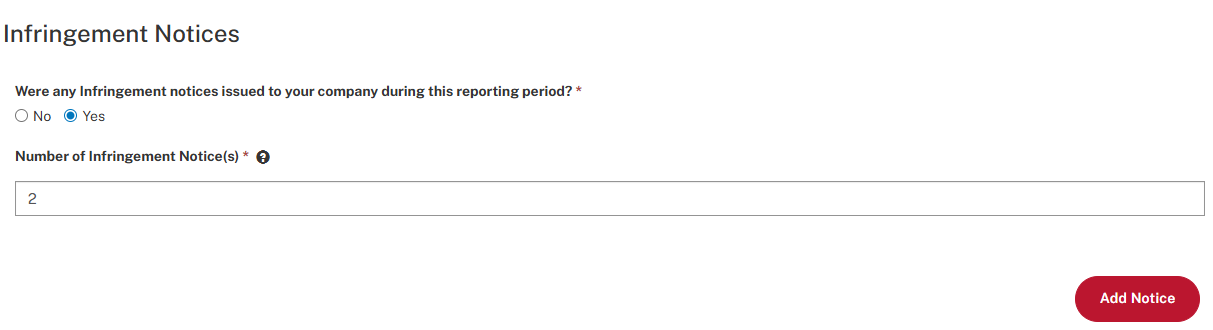 Infringement Notices
Were any Infringement notices issued to your company during this reporting period? *
No Yes
Number of Infringement Notice(s) * ?
2
Add Notice